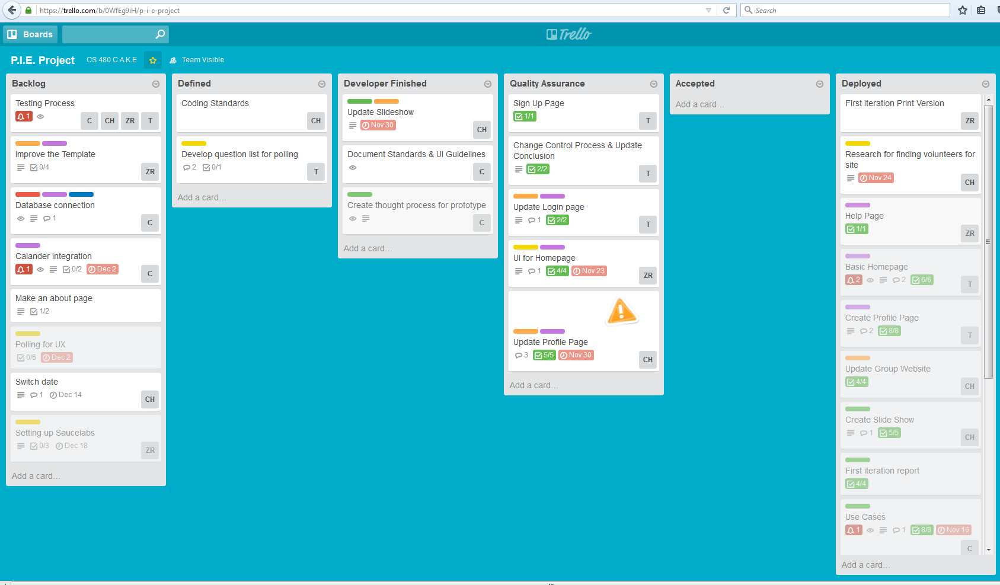 https://trello.com/b/0WfEg9iH/p-i-e-project
Search
Boards
Trello
P.I.E. Project
CS 480 C.A.K.E
Team Visible
Backlog
Testing Process
1
C CH ZR T
Improve the Template
0/4
ZR
Database connection
1
C
Calander integration
1 0/2 Dec 2
C
Make an about page
1/2
Polling for UX
0/6 Dec 2
Switch date
1 Dec 14
CH
Setting up Saucelabs
0/3 Dec 18
ZR
Add a card...
Defined
Coding Standards
CH
Develop question list for polling
2 0/1
T
Add a card...
Developer Finished
Update Slideshow
Nov 30
CH
Document Standards & UI Guidelines
C
Create thought process for prototype
C
Add a card...
Quality Assurance
Sign Up Page
1/1
T
Change Control Process & Update
Conclusion
2/2
T
Update Login page
1 2/2
T
UI for Homepage
1 4/4 Nov 23
ZR
Update Profile Page
3 5/5 Nov 30
CH
Add a card...
Accepted
Add a card...
Deployed
First Iteration Print Version
ZR
Research for finding volunteers for
site
Nov 24
CH
Help Page
1/1
ZR
Basic Homepage
2 2 6/6
T
Create Profile Page
2 8/8
T
Update Group Website
4/4
CH
Create Slide Show
1 5/5
CH
First iteration report
4/4
Use Cases
1 1 8/8 Nov 16
C
Add a card...